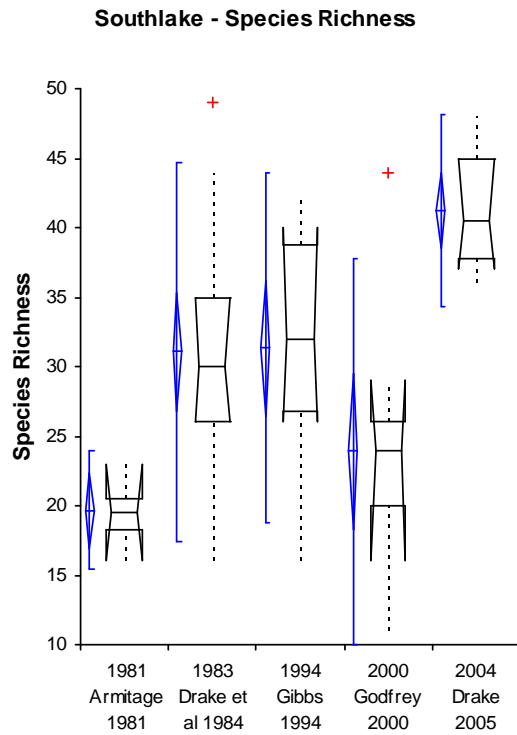 Southlake - Species Richness
50
45
40
35
30
25
20
15
10
Species Richness
1981 1983 1994 2000 2004
Armitage Drake et Gibbs Godfrey Drake
1981 al 1984 1994 2000 2005